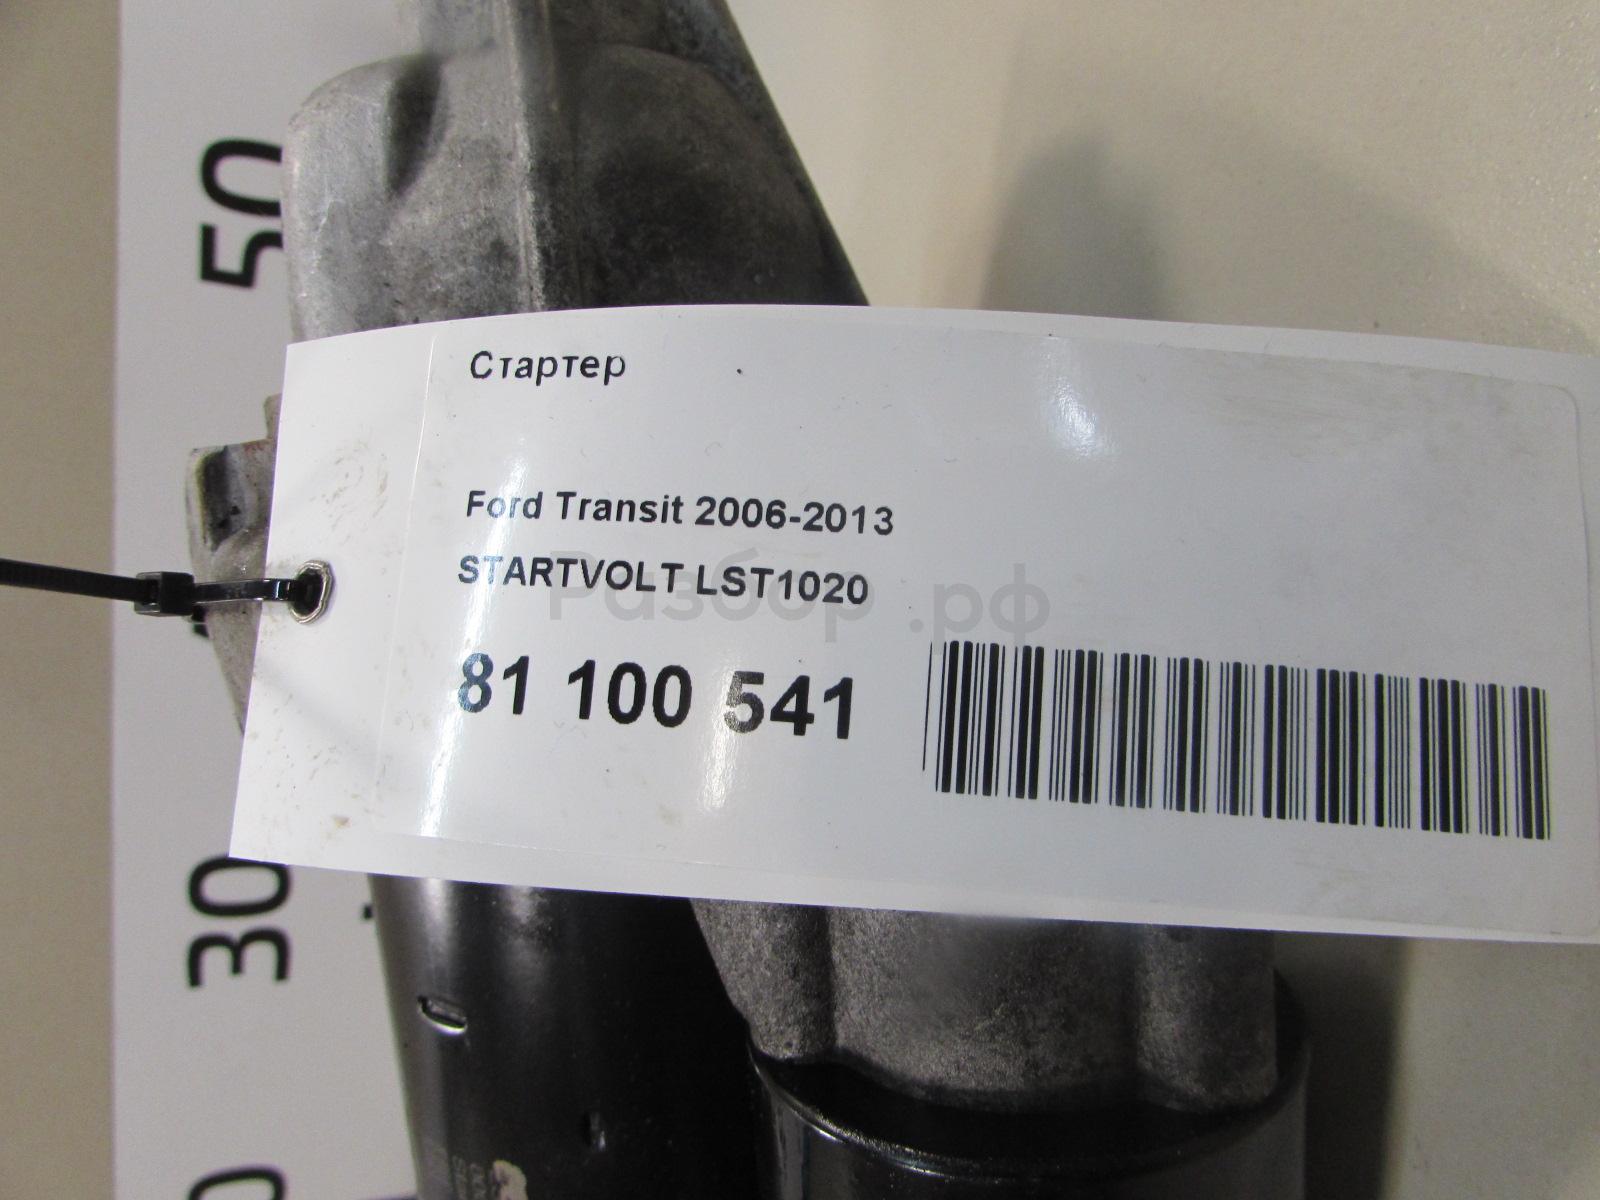 50
Стартер
Ford Transit 2006-2013
STARTVOLT LST1020
Разбор.рф
81 100 541
30